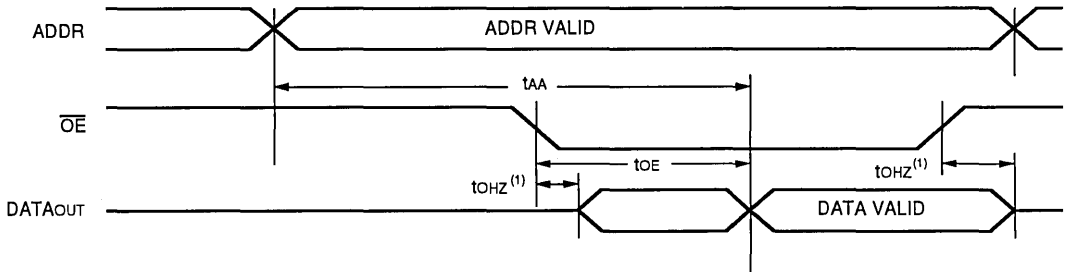 ADDR
ADDR VALID
tAA
OE
tOE
tOHZ (1)
tOHZ (1)
DATAOUT
DATA VALID